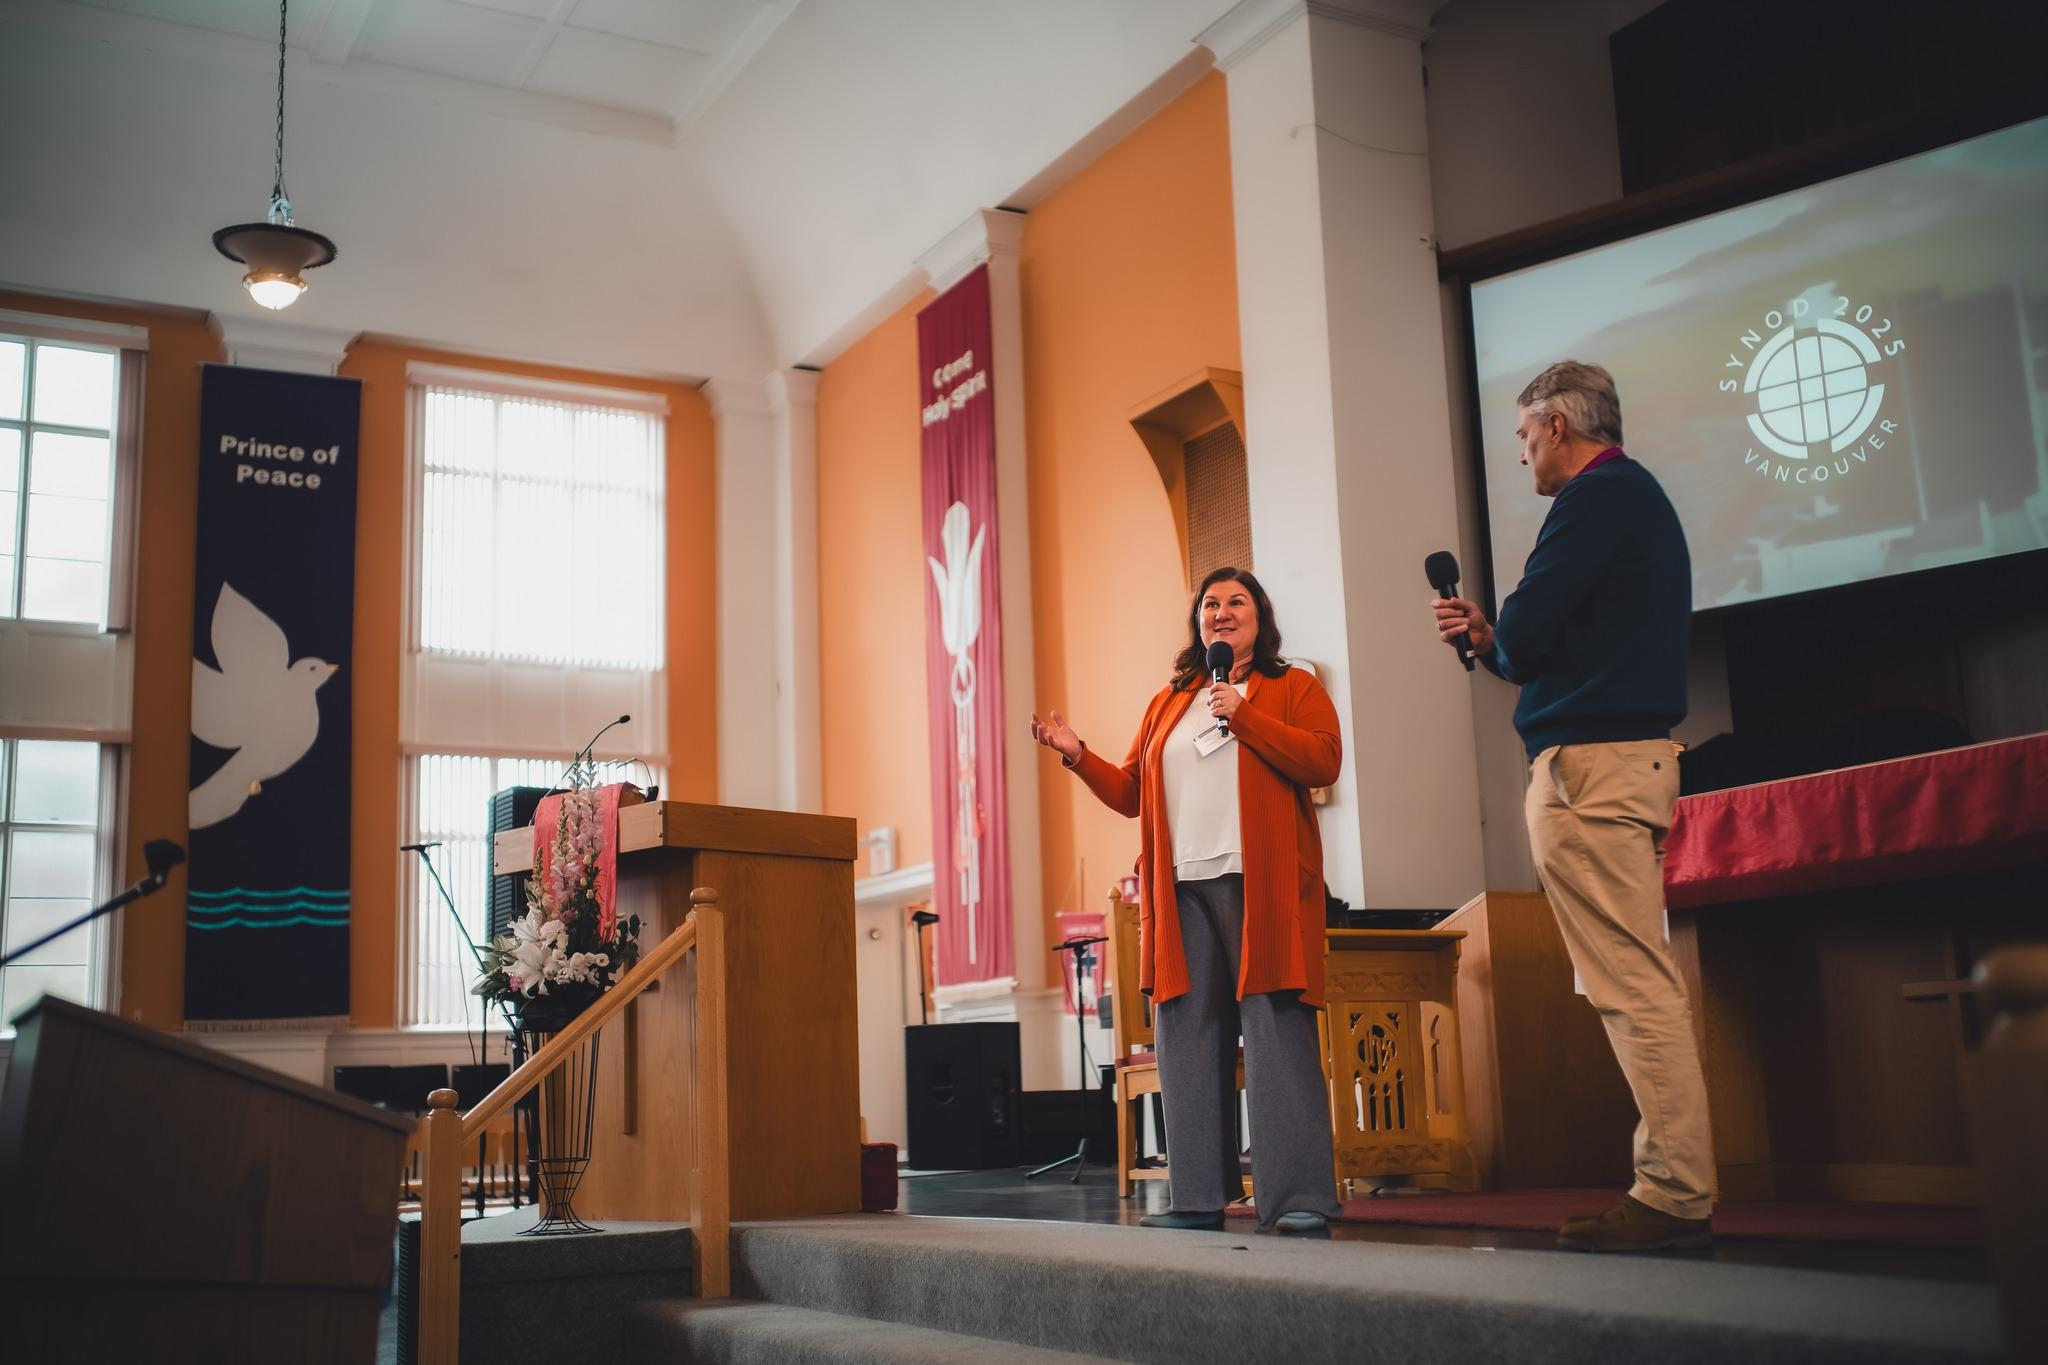 Prince of
Peace
Come
Holy Spirit
SYNOD 2025
VANCOUVER